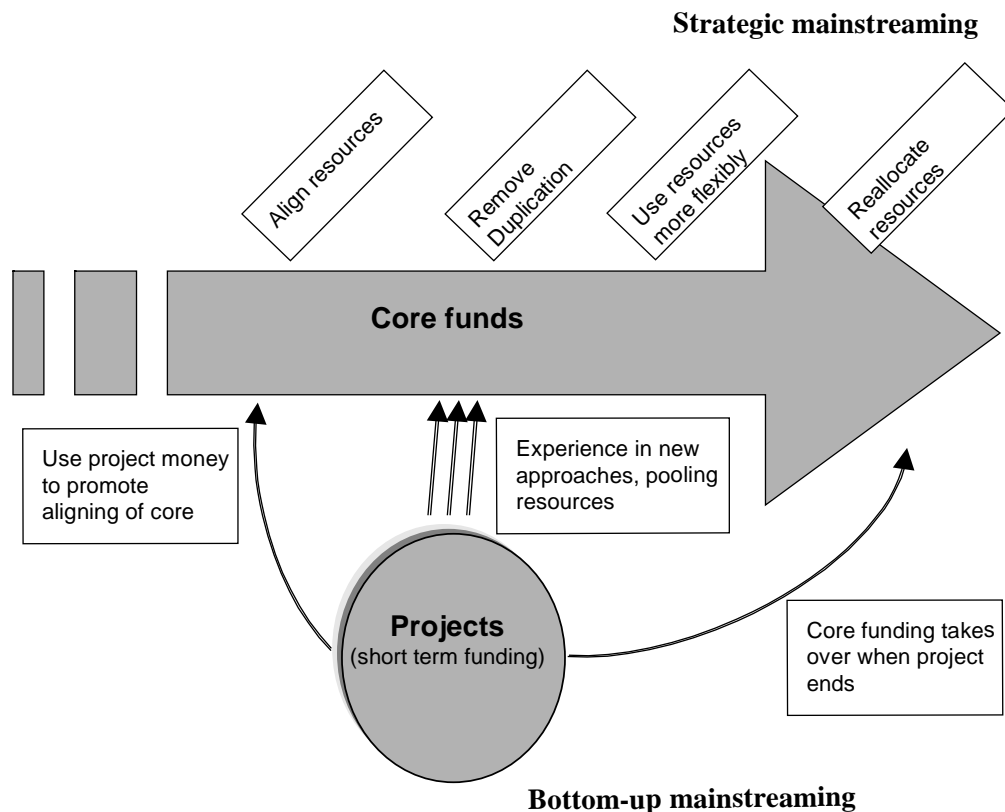 Strategic mainstreaming
Align resources
Remove
Duplication
Use resources
more flexibly
Reallocate
resources
Core funds
Use project money
to promote
aligning of core
Experience in new
approaches, pooling
resources
Projects
(short term funding)
Core funding takes
over when project
ends
Bottom-up mainstreaming